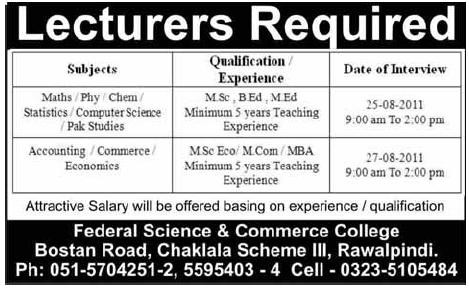 Lecturers Required
Subjects
Qualification / Experience
Date of Interview
Maths / Phy / Chem /
Statistics / Computer Science
/ Pak Studies
M.Sc , B.Ed , M.Ed
Minimum 5 years Teaching
Experience
25-08-2011
9:00 am To 2:00 pm
Accounting / Commerce /
Economics
M.Sc Eco/ M.Com / MBA
Minimum 5 years Teaching
Experience
27-08-2011
9:00 am To 2:00 pm
Attractive Salary will be offered basing on experience / qualification
Federal Science & Commerce College
Bostan Road, Chaklala Scheme III, Rawalpindi.
Ph: 051-5704251-2, 5595403 - 4 Cell - 0323-5105484